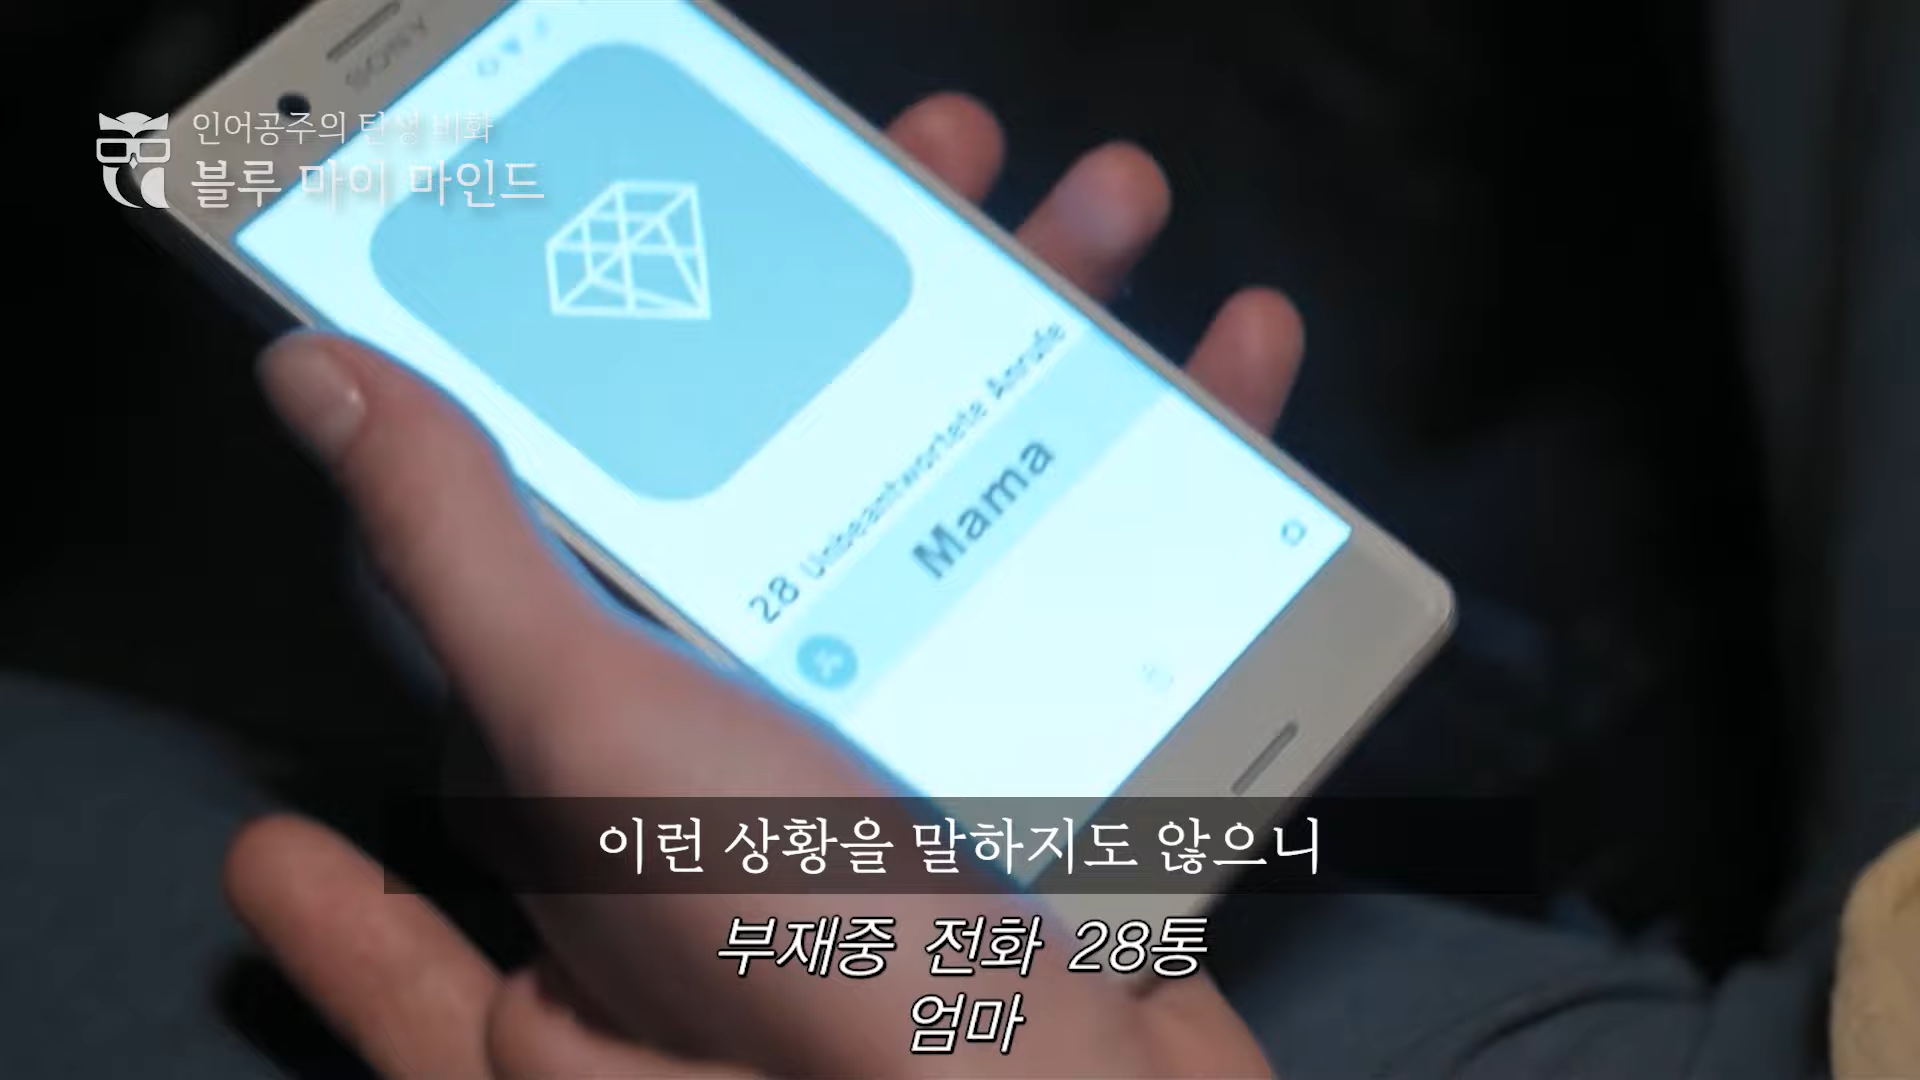 SONY
인어공주의 탄생 비화
블루 마이 마인드
28 Unbeantwortete Anrufe
Mama
이런 상황을 말하지도 않으니
부재중 전화 28통
엄마